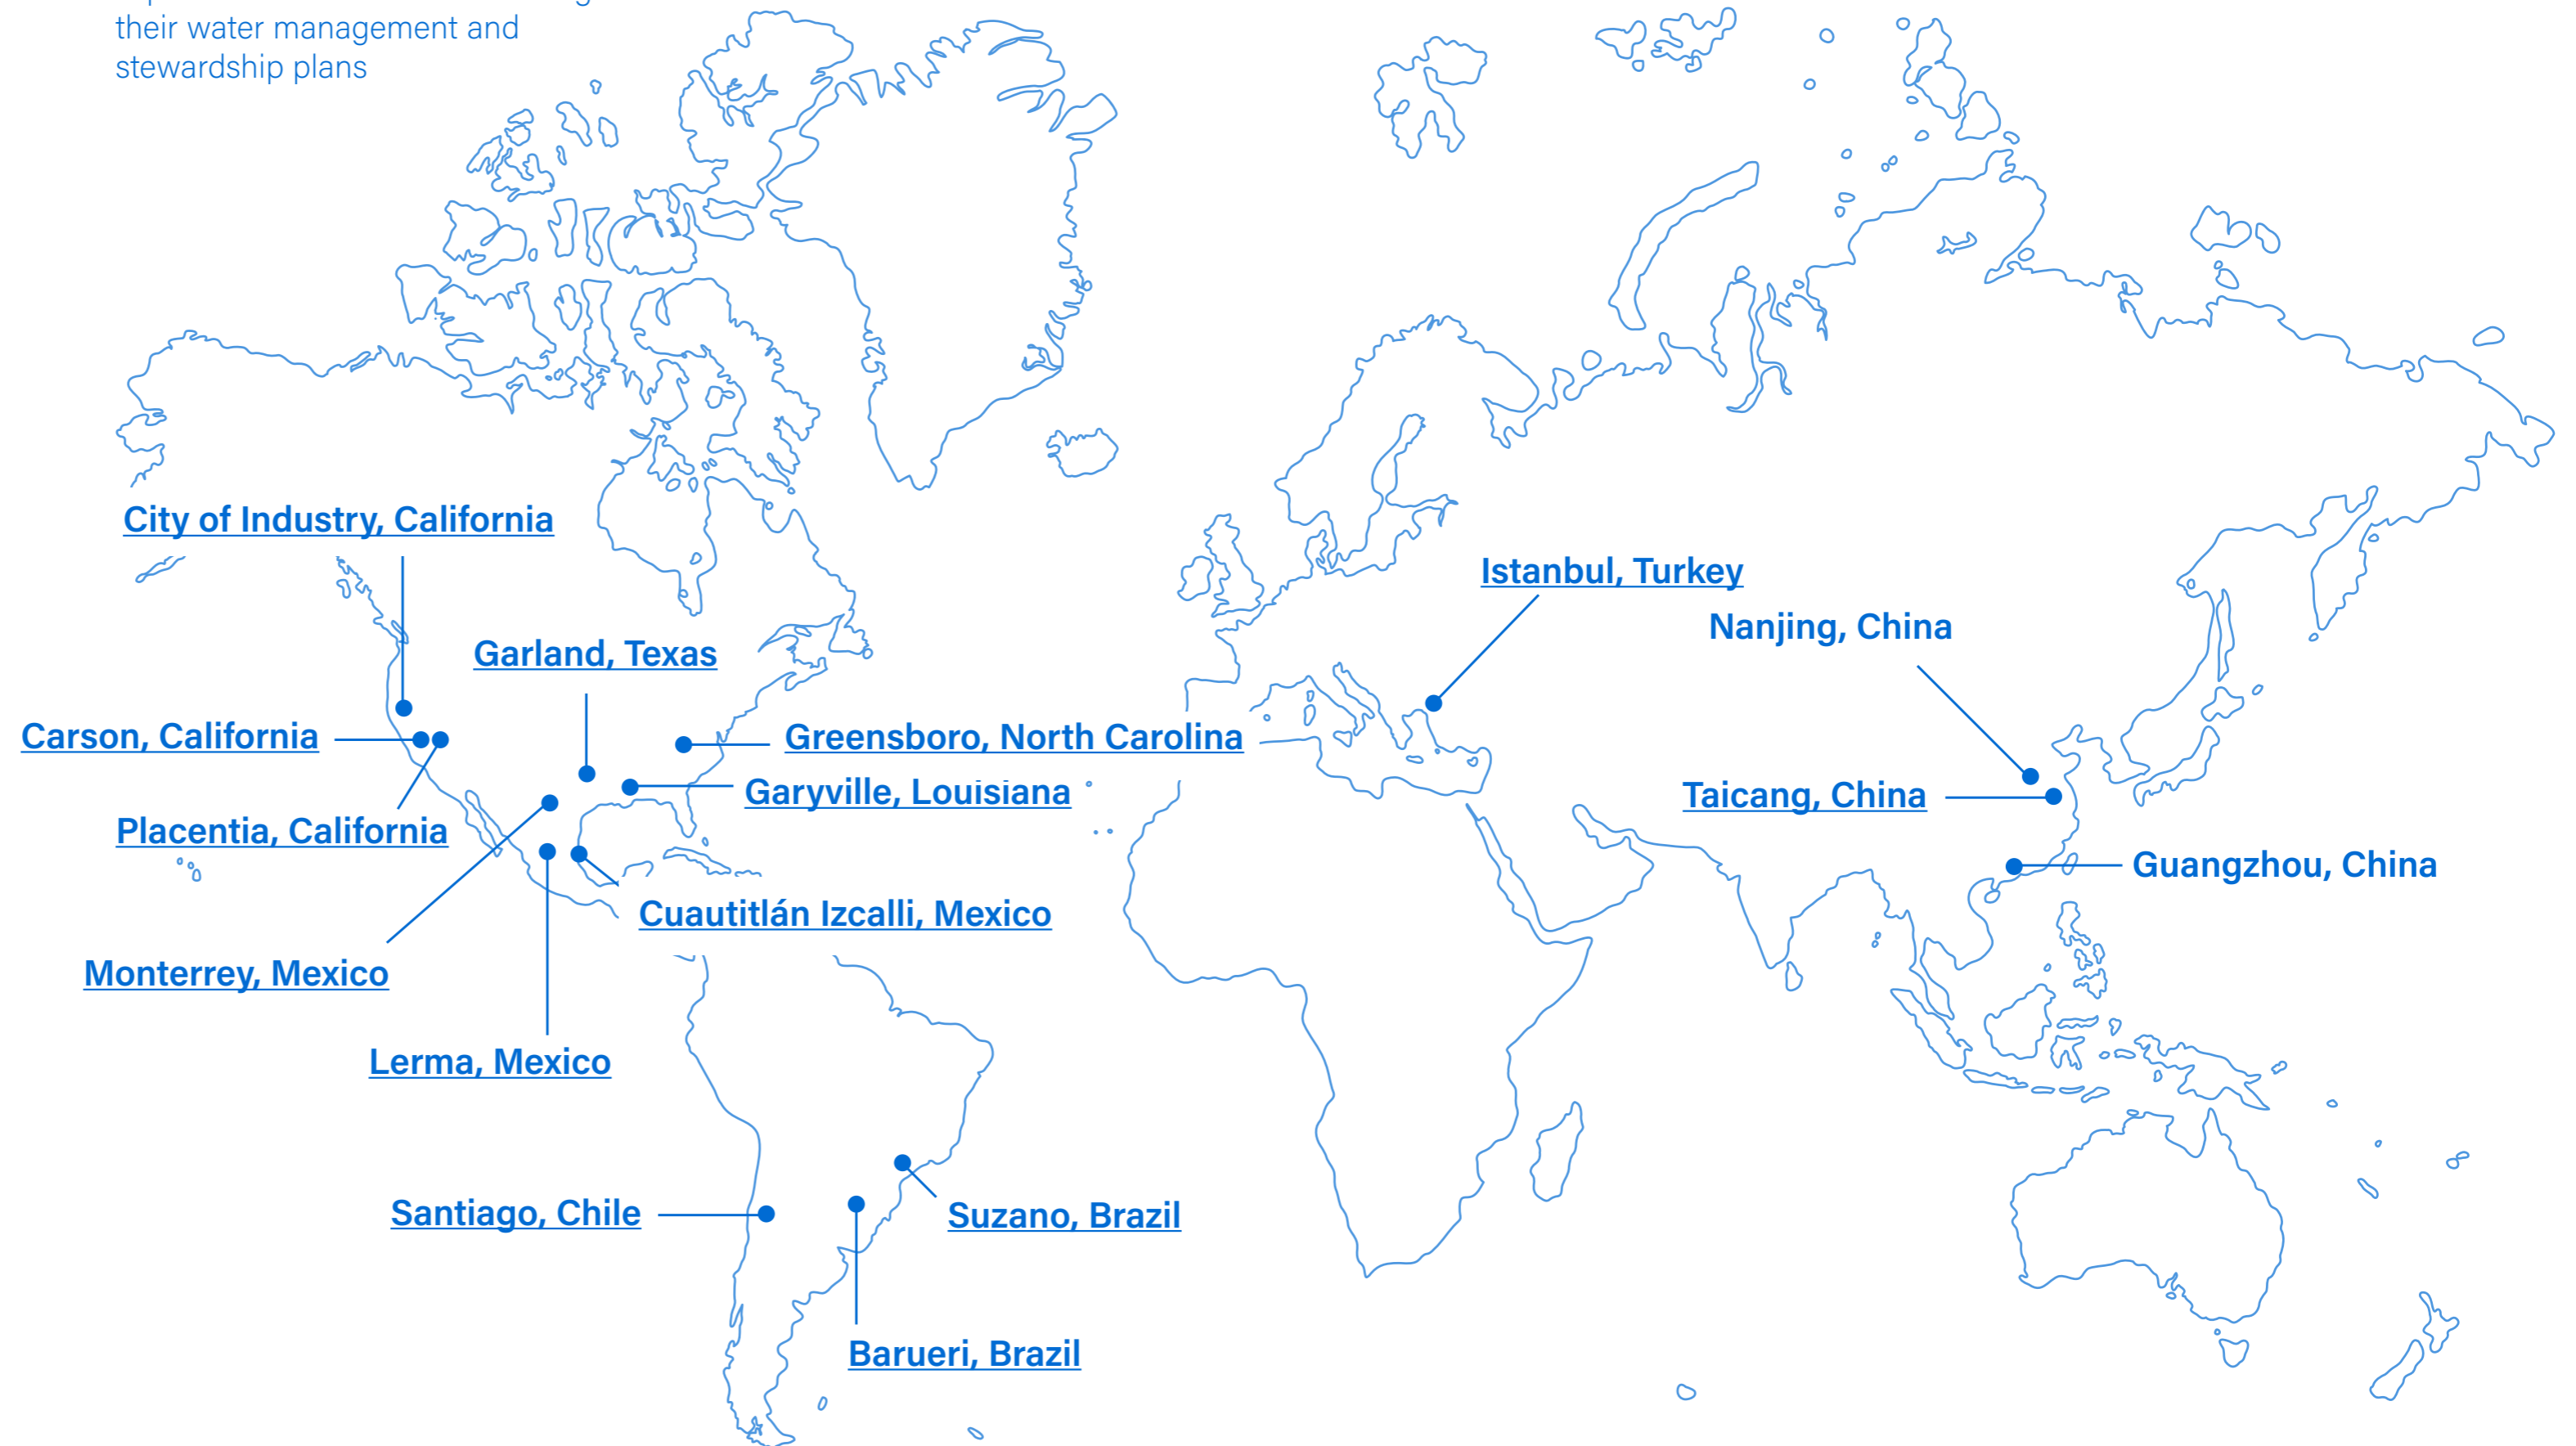 their water management and
stewardship plans
City of Industry, California
Istanbul, Turkey
Nanjing, China
Garland, Texas
Carson, California
Greensboro, North Carolina
Garyville, Louisiana
Taicang, China
Placentia, California
Guangzhou, China
Cuautitlán Izcalli, Mexico
Monterrey, Mexico
Lerma, Mexico
Santiago, Chile
Suzano, Brazil
Barueri, Brazil